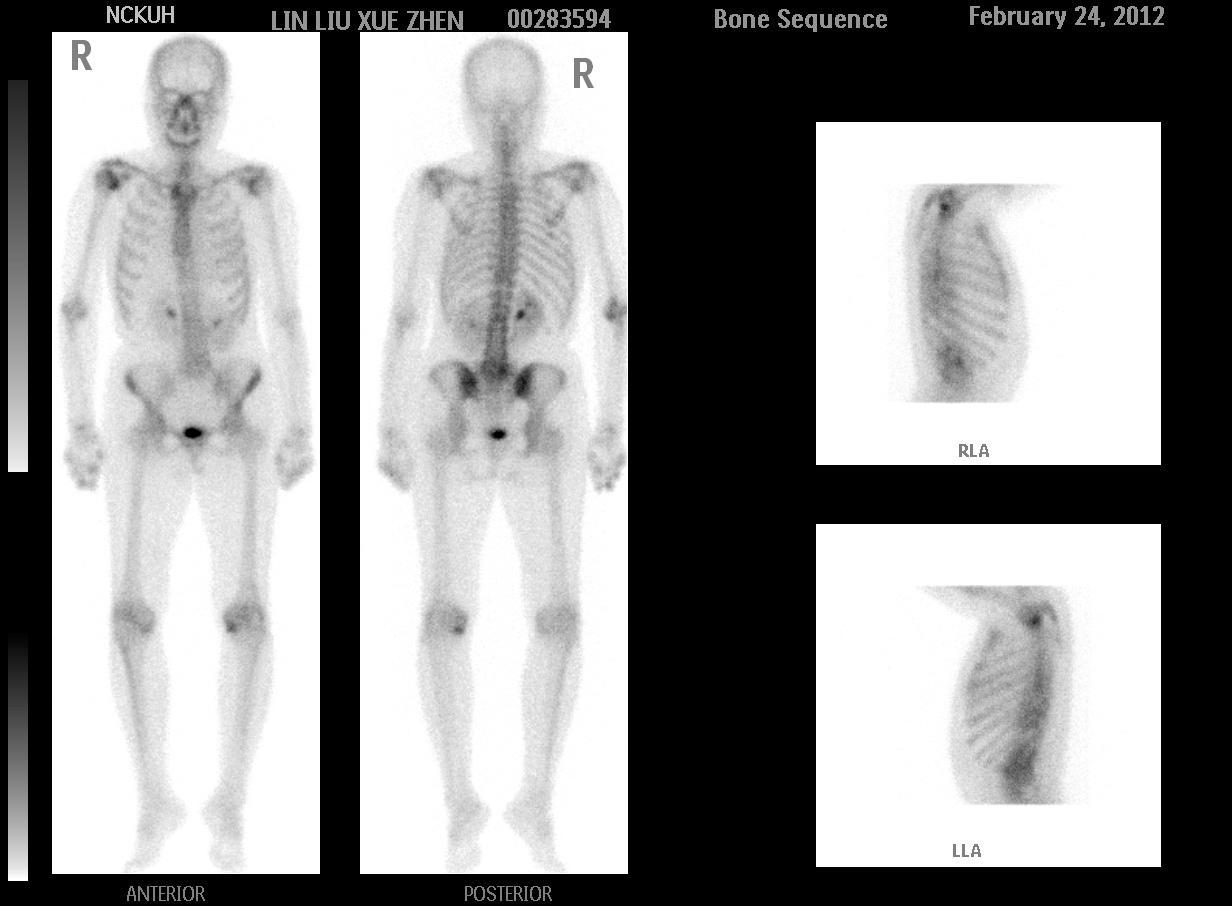 NCKUH LIN LIU XUE ZHEN 00283594 Bone Sequence February 24, 2012
R
R
RLA
LLA
ANTERIOR POSTERIOR